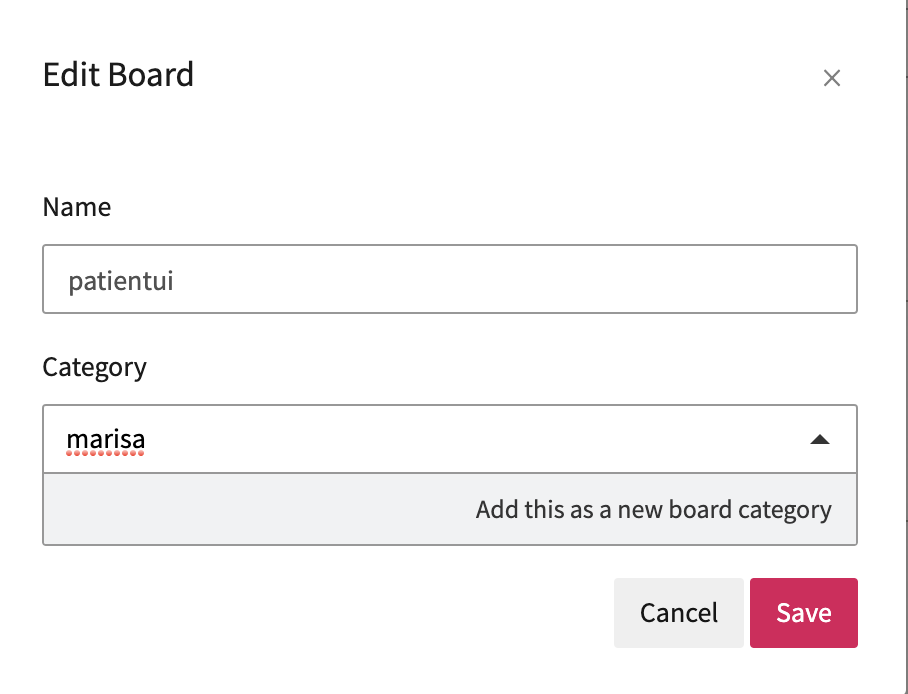 Edit Board
Name
patientui
Category
marisa
Add this as a new board category
Cancel Save